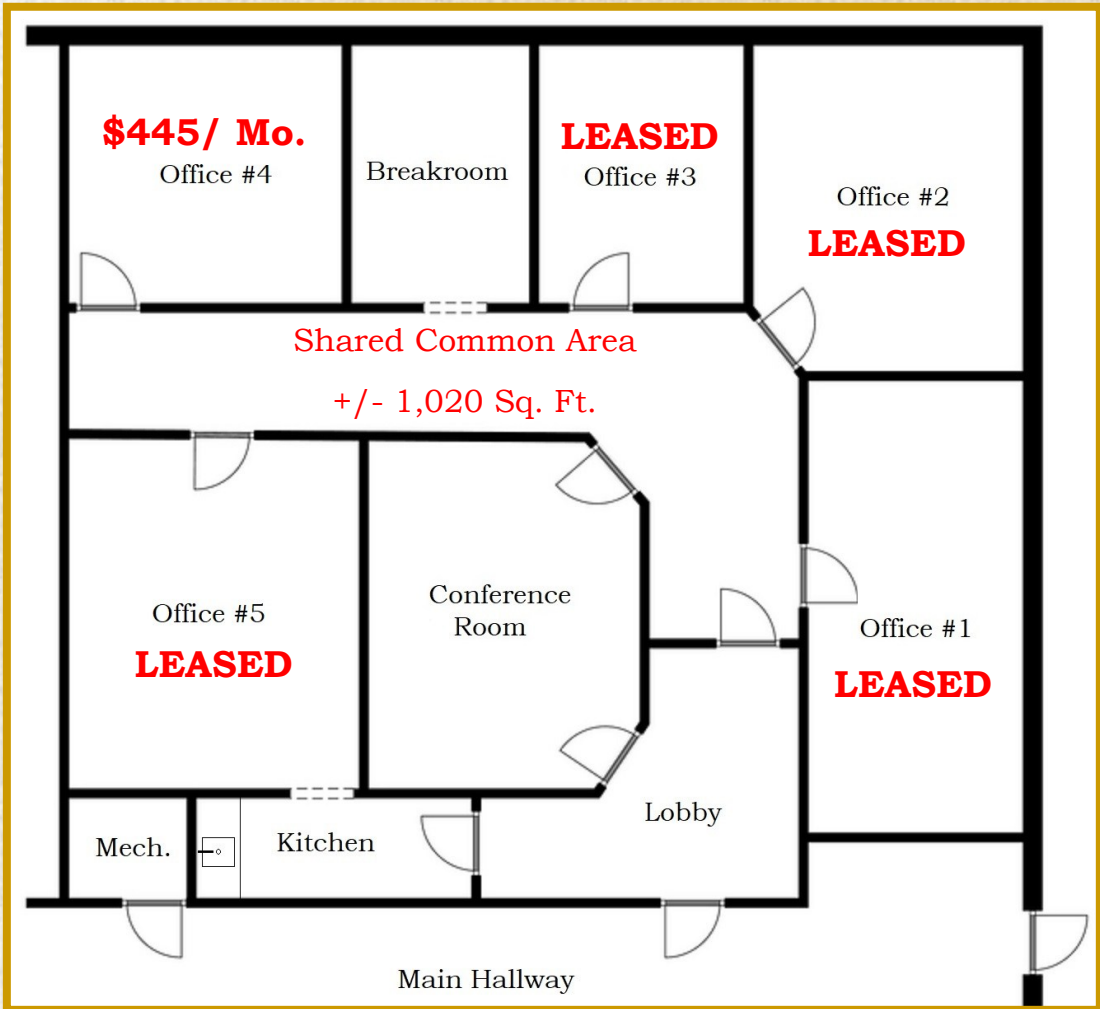 $445/ Mo.
Office #4
Breakroom
LEASED
Office #3
Office #2
LEASED
Shared Common Area
+/- 1,020 Sq. Ft.
Office #5
LEASED
Conference
Room
Office #1
LEASED
Mech.
Kitchen
Lobby
Main Hallway